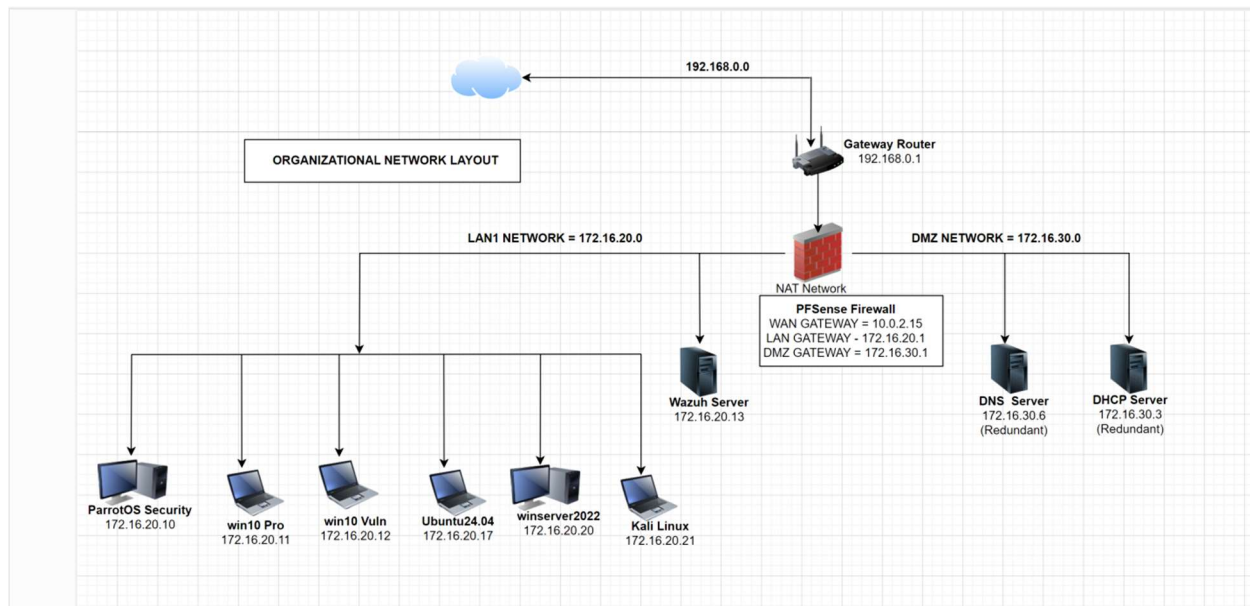 192.168.0.0
Gateway Router
192.168.0.1
ORGANIZATIONAL NETWORK LAYOUT
LAN1 NETWORK = 172.16.20.0
DMZ NETWORK = 172.16.30.0
NAT Network
PFSense Firewall
WAN GATEWAY = 10.0.2.15
LAN GATEWAY - 172.16.20.1
DMZ GATEWAY = 172.16.30.1
Wazuh Server
172.16.20.13
DNS Server
172.16.30.6
(Redundant)
DHCP Server
172.16.30.3
(Redundant)
ParrotOS Security
172.16.20.10
win10 Pro
172.16.20.11
win10 Vuln
172.16.20.12
Ubuntu24.04
172.16.20.17
winserver2022
172.16.20.20
Kali Linux
172.16.20.21